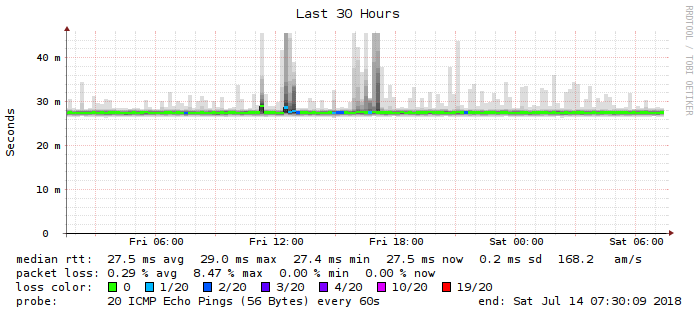 Last 30 Hours
RRDTOOL / TOBI OETIKER
Seconds
40 m
30 m
20 m
10 m
0
Fri 06:00 Fri 12:00 Fri 18:00 Sat 00:00 Sat 06:00
median rtt: 27.5 ms avg 29.0 ms max 27.4 ms min 27.5 ms now 0.2 ms sd 168.2 am/s
packet loss: 0.29 % avg 8.47 % max 0.00 % min 0.00 % now
loss color: 0 1/20 2/20 3/20 4/20 10/20 19/20
probe: 20 ICMP Echo Pings (56 Bytes) every 60s end: Sat Jul 14 07:30:09 2018